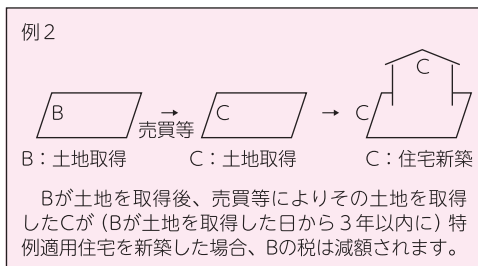 例2
C
B → C → C
売買等
B：土地取得 C：土地取得 C：住宅新築
Bが土地を取得後、売買等によりその土地を取得
したCが（Bが土地を取得した日から３年以内に）特
例適用住宅を新築した場合、Bの税は減額されます。